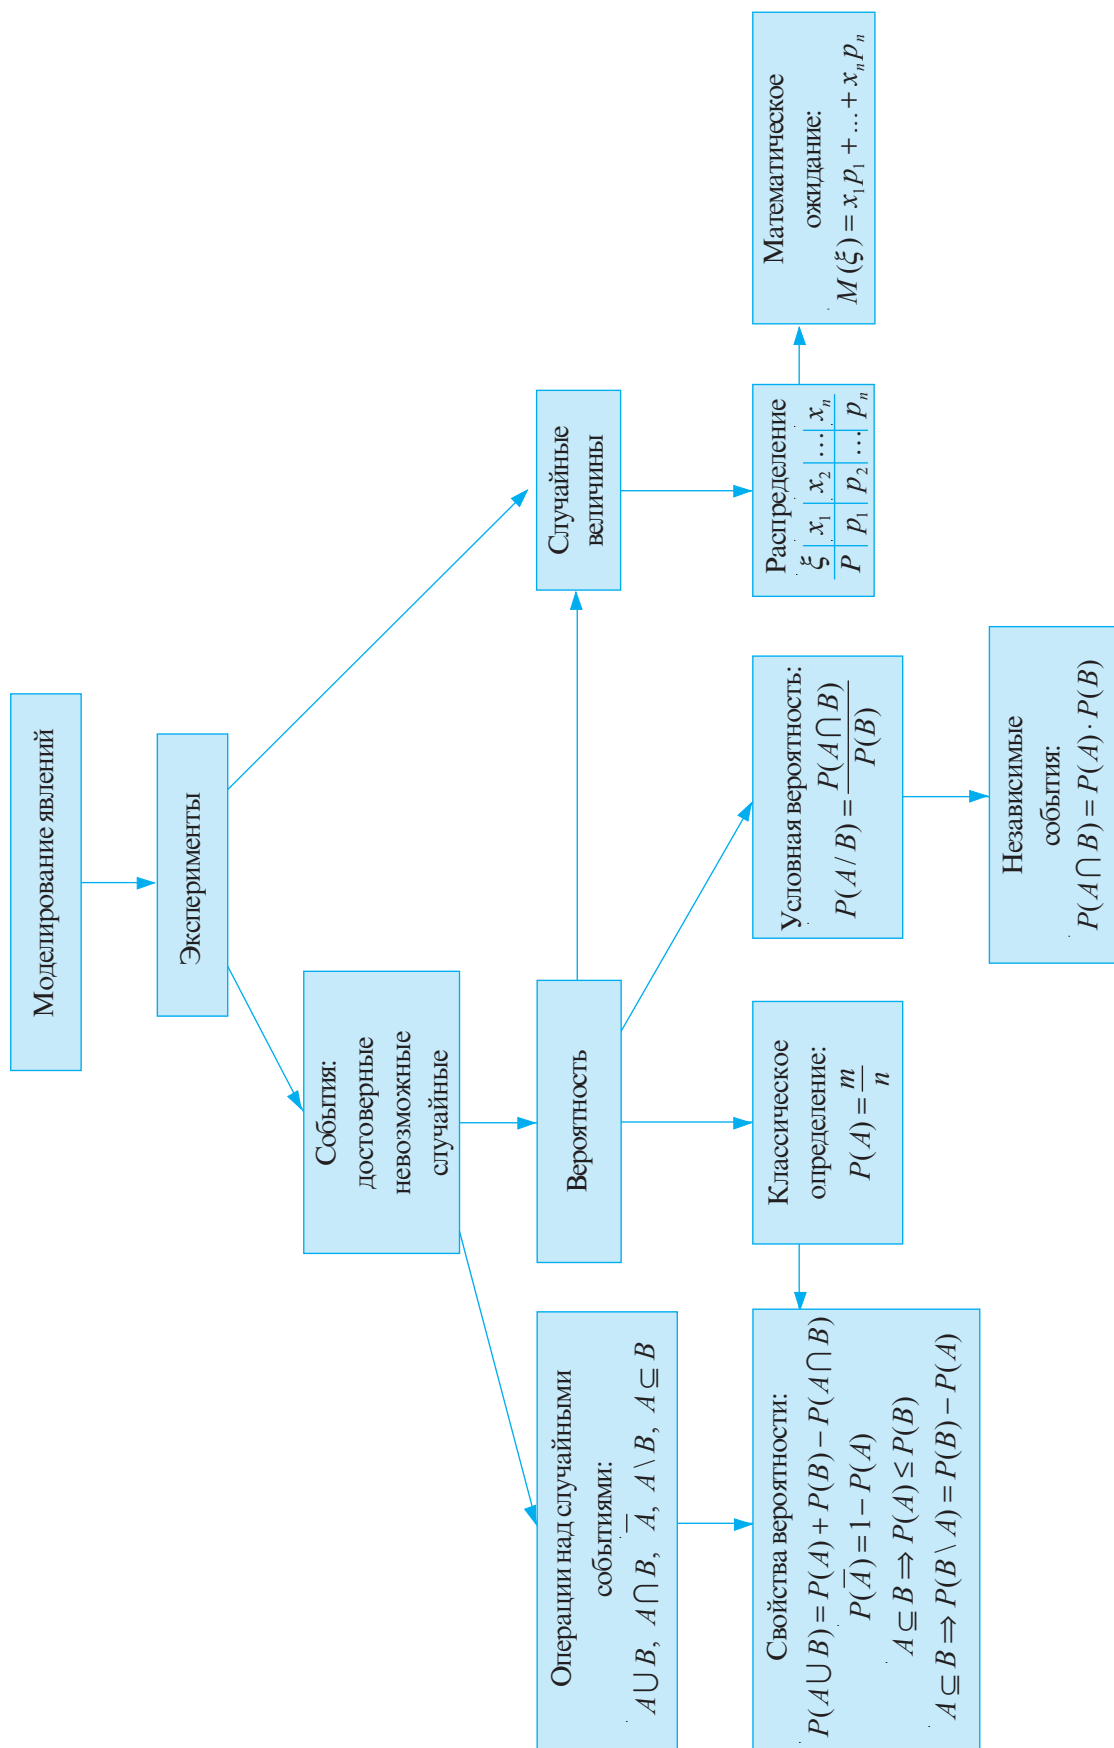 Моделирование явлений
Эксперименты
События:
достоверные
невозможные
случайные
Операции над случайными
событиями:
A ⋃ B, A ⋂ B, A̅, A \ B, A ⊆ B
Вероятность
Случайные
величины
Свойства вероятности:
P(A ⋃ B) = P(A) + P(B) − P(A ⋂ B)
P(A̅) = 1 − P(A)
A ⊆ B ⇒ P(A) ≤ P(B)
A ⊆ B ⇒ P(B \ A) = P(B) − P(A)
Классическое
определение:
P(A) = m/n
Условная вероятность:
P(A / B) = P(A ⋂ B)/P(B)
Распределение
ξ | x₁ | x₂ | ... | xₙ
P | p₁ | p₂ | ... | pₙ
Математическое
ожидание:
M(ξ) = x₁p₁ + ... + xₙpₙ
Независимые
события:
P(A ⋂ B) = P(A) · P(B)